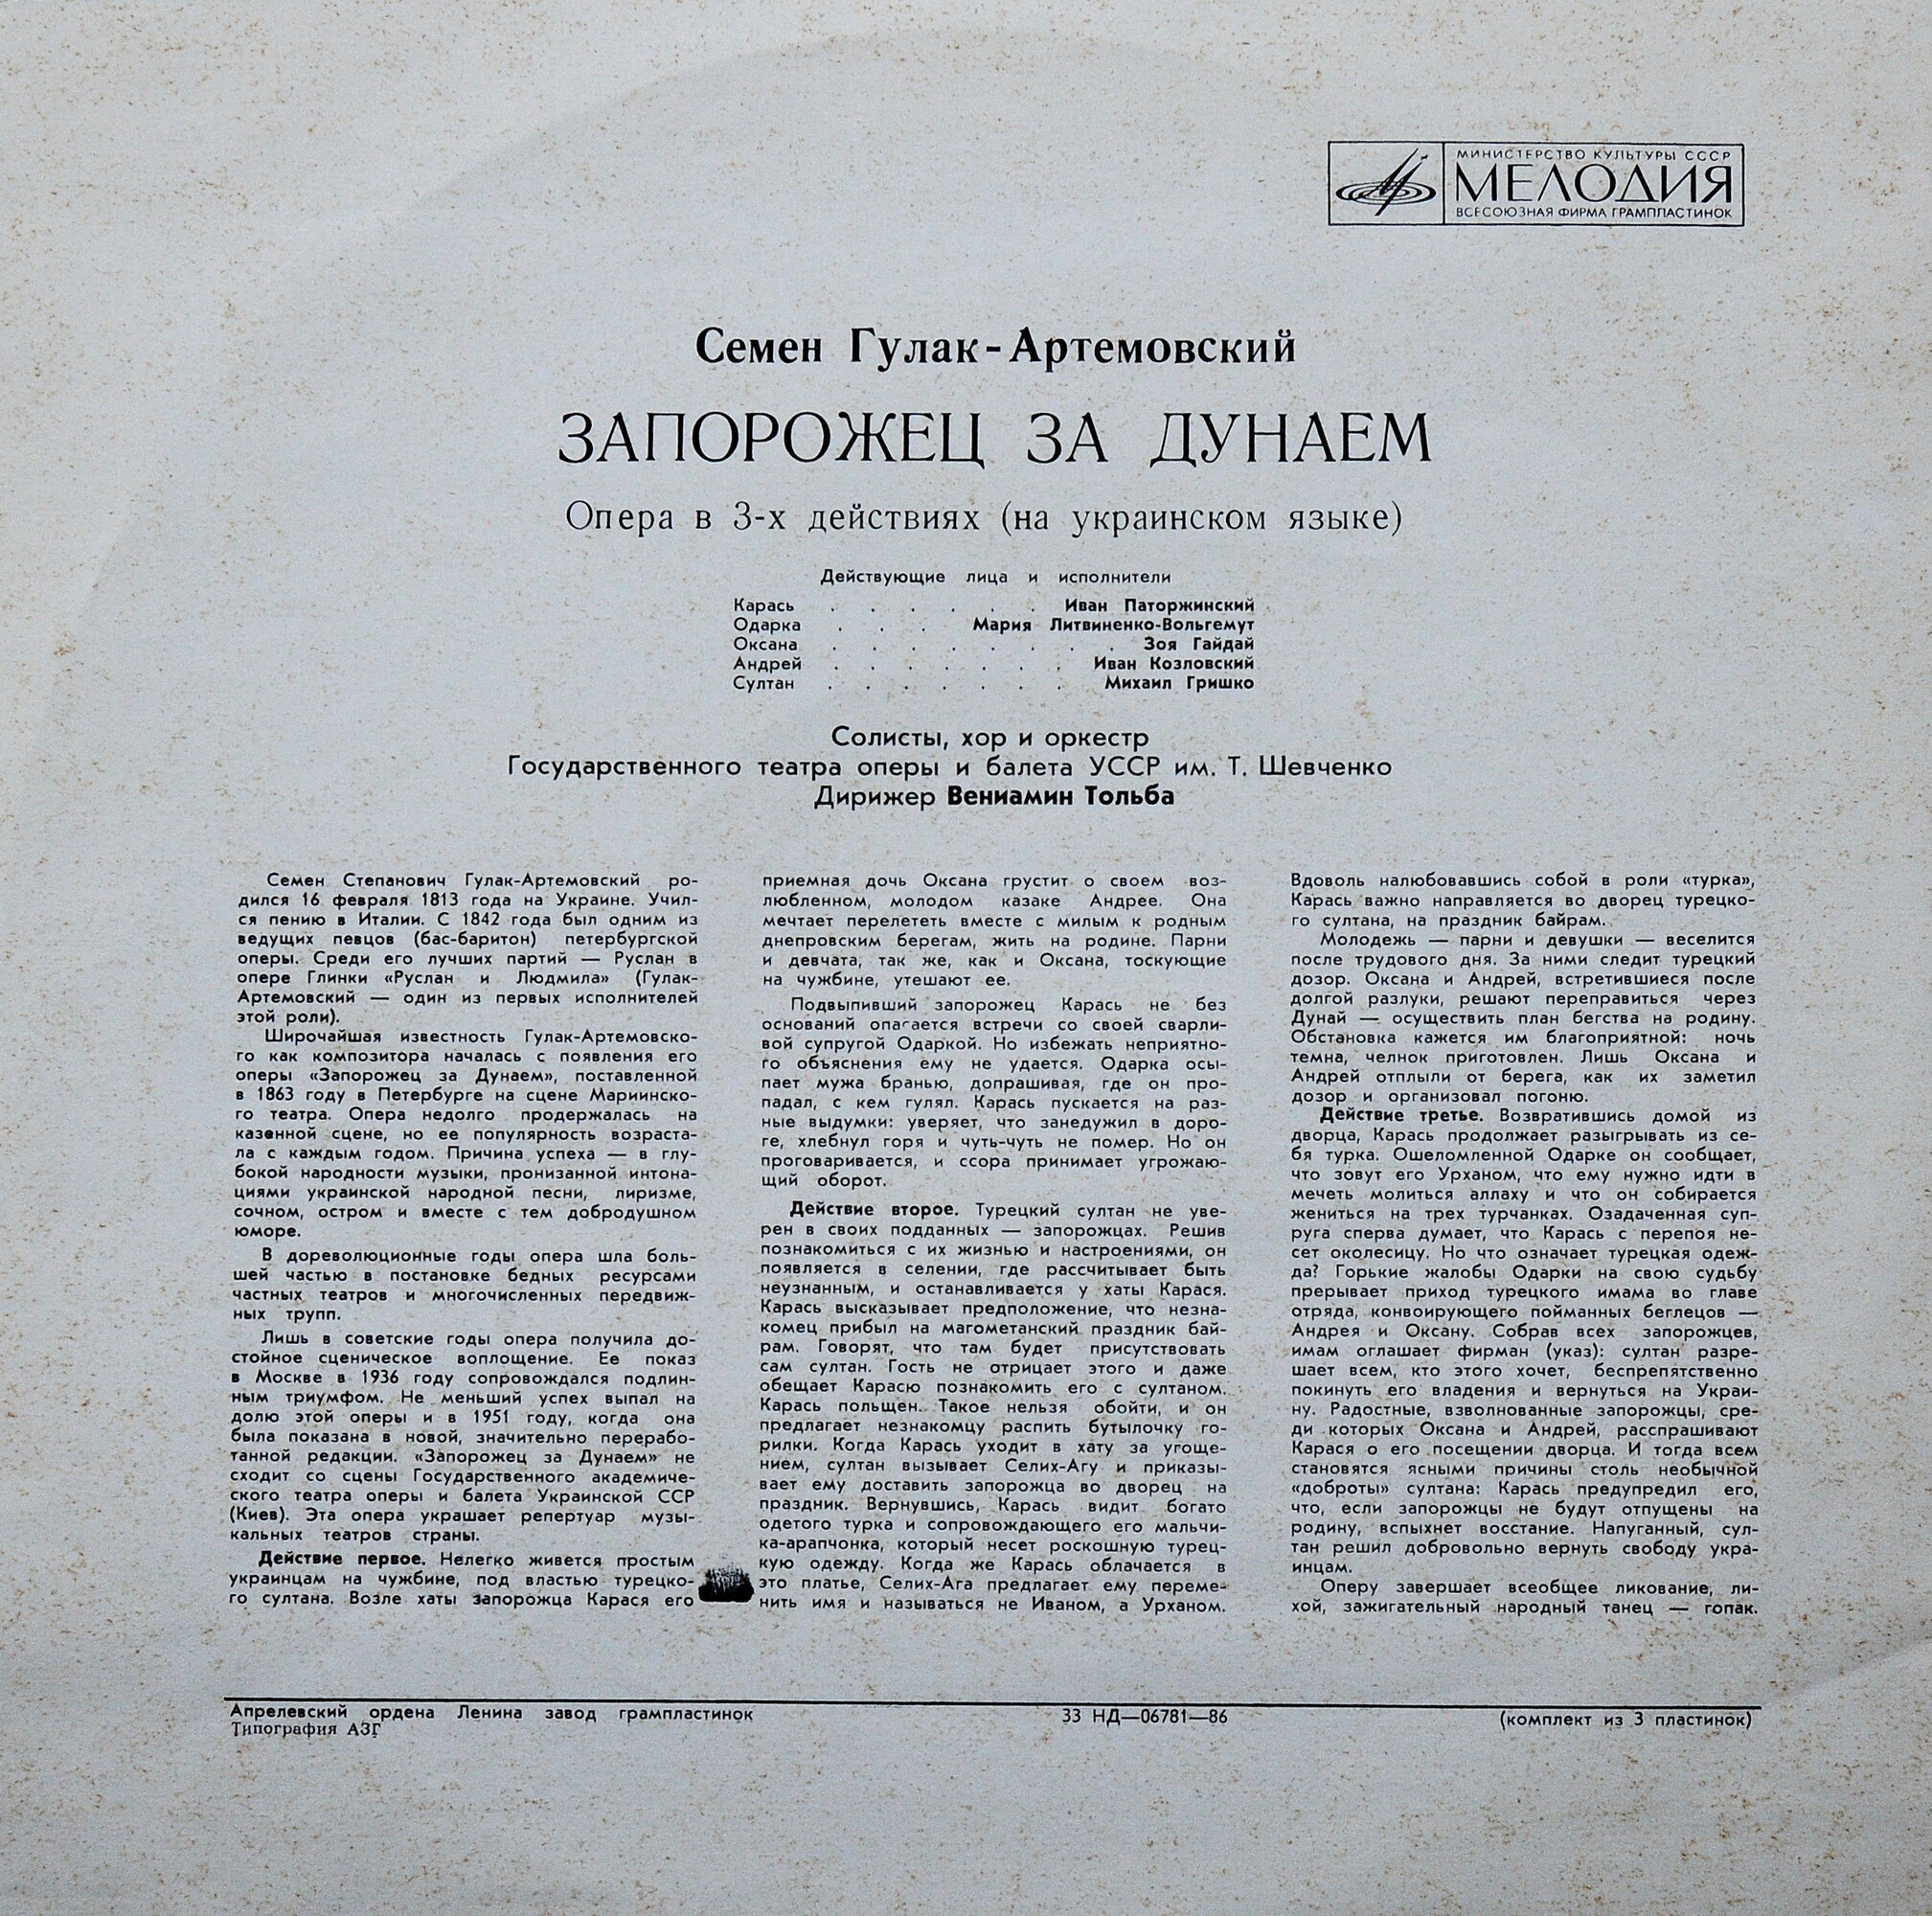 МИНИСТЕРСТВО КУЛЬТУРЫ СССР
МЕЛОДИЯ
ВСЕСОЮЗНАЯ ФИРМА ГРАМПЛАСТИНОК
Семен Гулак-Артемовский
ЗАПОРОЖЕЦ ЗА ДУНАЕМ
Опера в 3-х действиях (на украинском языке)
Действующие лица и исполнители
Карась . . . . . . Иван Паторжинский
Одарка . . . Мария Литвиненко-Вольгемут
Оксана . . . . . . . . Зоя Гайдай
Андрей . . . . . . . Иван Козловский
Султан . . . . . . . Михаил Гришко
Солисты, хор и оркестр
Государственного театра оперы и балета УССР им. Т. Шевченко
Дирижер Вениамин Тольба
Семен Степанович Гулак-Артемовский ро-
дился 16 февраля 1813 года на Украине. Учил-
ся пению в Италии. С 1842 года был одним из
ведущих певцов (бас-баритон) петербургской
оперы. Среди его лучших партий — Руслан в
опере Глинки «Руслан и Людмила» (Гулак-
Артемовский — один из первых исполнителей
этой роли).
Широчайшая известность Гулак-Артемовско-
го как композитора началась с появления его
оперы «Запорожец за Дунаем», поставленной
в 1863 году в Петербурге на сцене Мариинско-
го театра. Опера недолго продержалась на
казенной сцене, но ее популярность возраста-
ла с каждым годом. Причина успеха — в глу-
бокой народности музыки, пронизанной интона-
циями украинской народной песни, лиризме,
сочном, остром и вместе с тем добродушном
юморе.
В дореволюционные годы опера шла боль-
шей частью в постановке бедных ресурсами
частных театров и многочисленных передвиж-
ных трупп.
Лишь в советские годы опера получила до-
стойное сценическое воплощение. Ее показ
в Москве в 1936 году сопровождался подлин-
ным триумфом. Не меньший успех выпал на
долю этой оперы и в 1951 году, когда она
была показана в новой, значительно перерабо-
танной редакции. «Запорожец за Дунаем» не
сходит со сцены Государственного академиче-
ского театра оперы и балета Украинской ССР
(Киев). Эта опера украшает репертуар музы-
кальных театров страны.
Действие первое. Нелегко живется простым
украинцам на чужбине, под властью турецко-
го султана. Возле хаты запорожца Карася его
приемная дочь Оксана грустит о своем воз-
любленном, молодом казаке Андрее. Она
мечтает перелететь вместе с милым к родным
днепровским берегам, жить на родине. Парни
и девчата, так же, как и Оксана, тоскующие
на чужбине, утешают ее.
Подвыпивший запорожец Карась не без
оснований опасается встречи со своей сварли-
вой супругой Одаркой. Но избежать неприятно-
го объяснения ему не удается. Одарка осы-
пает мужа бранью, допрашивая, где он про-
падал, с кем гулял. Карась пускается на раз-
ные выдумки: уверяет, что занедужил в доро-
ге, хлебнул горя и чуть-чуть не помер. Но он
проговаривается, и ссора принимает угрожаю-
щий оборот.
Действие второе. Турецкий султан не уве-
рен в своих подданных — запорожцах. Решив
познакомиться с их жизнью и настроениями, он
появляется в селении, где рассчитывает быть
неузнанным, и останавливается у хаты Карася.
Карась высказывает предположение, что незна-
комец прибыл на магометанский праздник бай-
рам. Говорят, что там будет присутствовать
сам султан. Гость не отрицает этого и даже
обещает Карасю познакомить его с султаном.
Карась польщен. Такое нельзя обойти, и он
предлагает незнакомцу распить бутылочку го-
рилки. Когда Карась уходит в хату за угоще-
нием, султан вызывает Селих-Агу и приказы-
вает ему доставить запорожца во дворец на
праздник. Вернувшись, Карась видит богато
одетого турка и сопровождающего его мальчи-
ка-арапчонка, который несет роскошную турец-
кую одежду. Когда же Карась облачается в
это платье, Селих-Ага предлагает ему переме-
нить имя и называться не Иваном, а Урханом.
Вдоволь налюбовавшись собой в роли «турка»,
Карась важно направляется во дворец турецко-
го султана, на праздник байрам.
Молодежь — парни и девушки — веселится
после трудового дня. За ними следит турецкий
дозор. Оксана и Андрей, встретившиеся после
долгой разлуки, решают переправиться через
Дунай — осуществить план бегства на родину.
Обстановка кажется им благоприятной: ночь
темна, челнок приготовлен. Лишь Оксана и
Андрей отплыли от берега, как их заметил
дозор и организовал погоню.
Действие третье. Возвратившись домой из
дворца, Карась продолжает разыгрывать из се-
бя турка. Ошеломленной Одарке он сообщает,
что зовут его Урханом, что ему нужно идти в
мечеть молиться аллаху и что он собирается
жениться на трех турчанках. Озадаченная суп-
руга сперва думает, что Карась с перепоя не-
сет околесицу. Но что означает турецкая одеж-
да? Горькие жалобы Одарки на свою судьбу
прерывает приход турецкого имама во главе
отряда, конвоирующего пойманных беглецов —
Андрея и Оксану. Собрав всех запорожцев,
имам оглашает фирман (указ): султан разре-
шает всем, кто этого хочет, беспрепятственно
покинуть его владения и вернуться на Украи-
ну. Радостные, взволнованные запорожцы, сре-
ди которых Оксана и Андрей, расспрашивают
Карася о его посещении дворца. И тогда всем
становятся ясными причины столь необычной
«доброты» султана: Карась предупредил его,
что, если запорожцы не будут отпущены на
родину, вспыхнет восстание. Напуганный, сул-
тан решил добровольно вернуть свободу укра-
инцам.
Оперу завершает всеобщее ликование, ли-
хой, зажигательный народный танец — гопак.
Апрелевский ордена Ленина завод грампластинок
Типография АЗГ
33 НД—06781—86
(комплект из 3 пластинок)